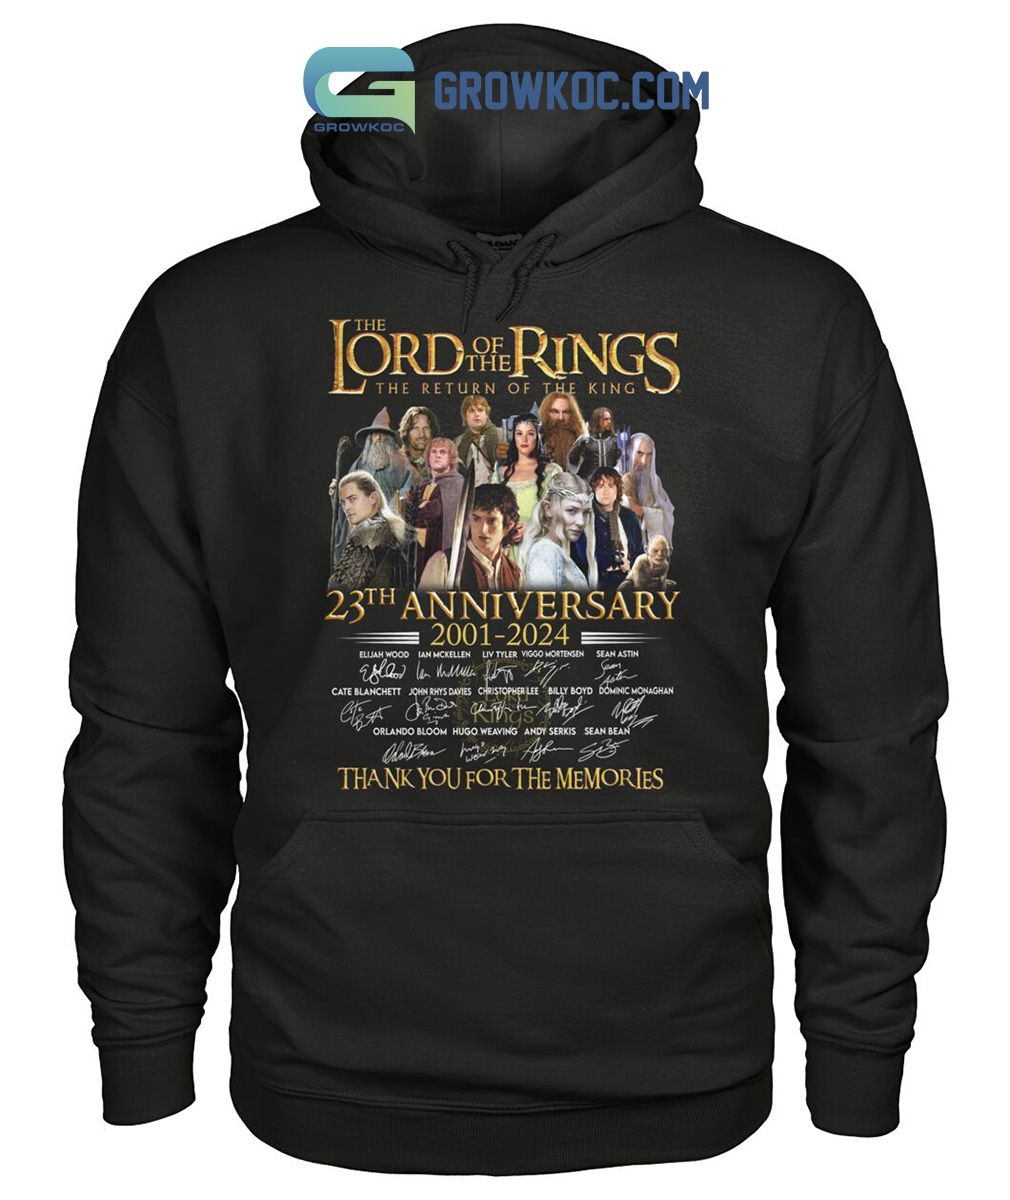 GROWKOC
GROWKOC.COM
THE
LORD OF THE RINGS
THE RETURN OF THE KING
23TH ANNIVERSARY
2001-2024
ELIJAH WOOD IAN MCKELLEN LIV TYLER VIGGO MORTENSEN SEAN ASTIN
CATE BLANCHETT JOHN RHYS DAVIES CHRISTOPHER LEE BILLY BOYD DOMINIC MONAGHAN
Rings
ORLANDO BLOOM HUGO WEAVING ANDY SERKIS SEAN BEAN
THANK YOU FOR THE MEMORIES